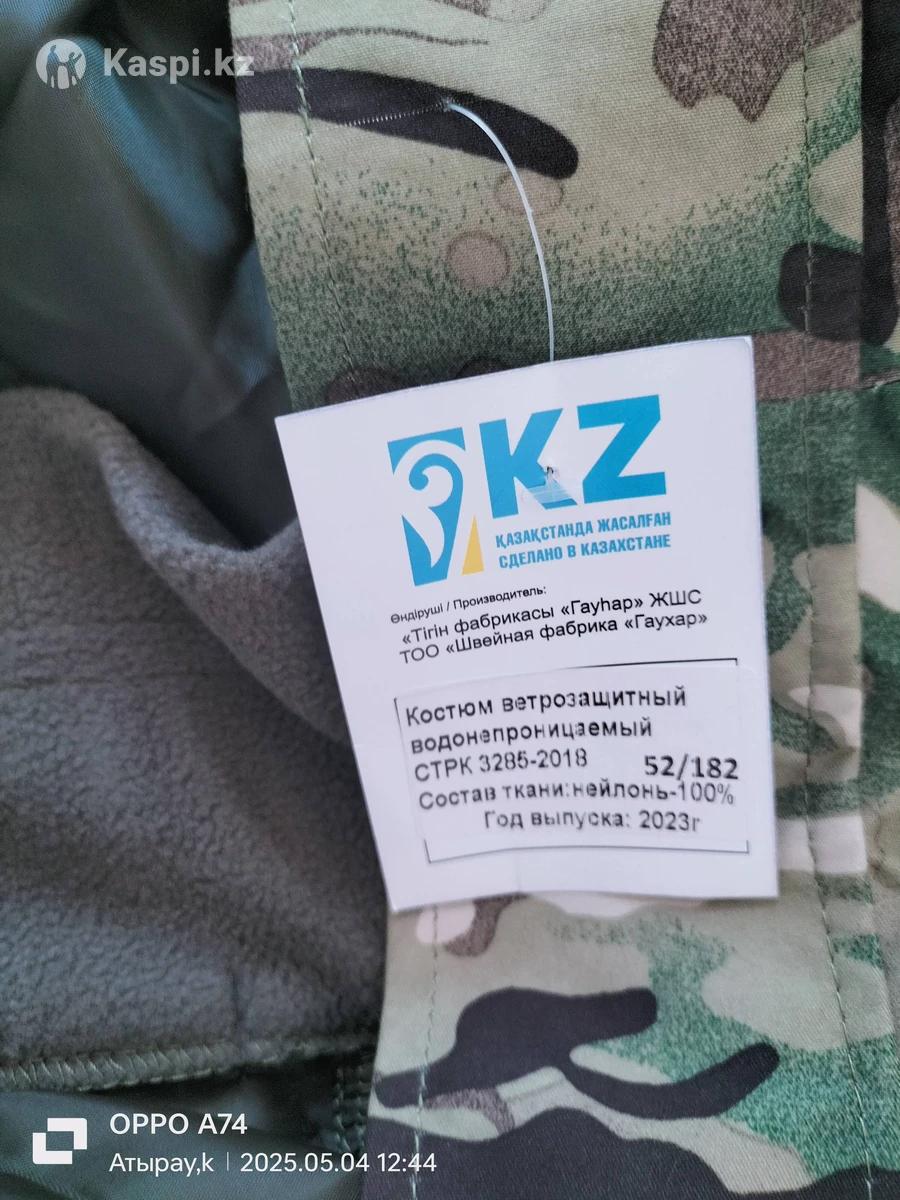 Kaspi.kz
KZ
ҚАЗАҚСТАНДА ЖАСАЛҒАН
СДЕЛАНО В КАЗАХСТАНЕ
Өндіруші / Производитель:
«Тігін фабрикасы «Гауһар» ЖШС
ТОО «Швейная фабрика «Гаухар»
Костюм ветрозащитный
водонепроницаемый
СТРК 3285-2018 52/182
Состав ткани:нейлонь-100%
Год выпуска: 2023г
OPPO A74
Атырау,к | 2025.05.04 12:44